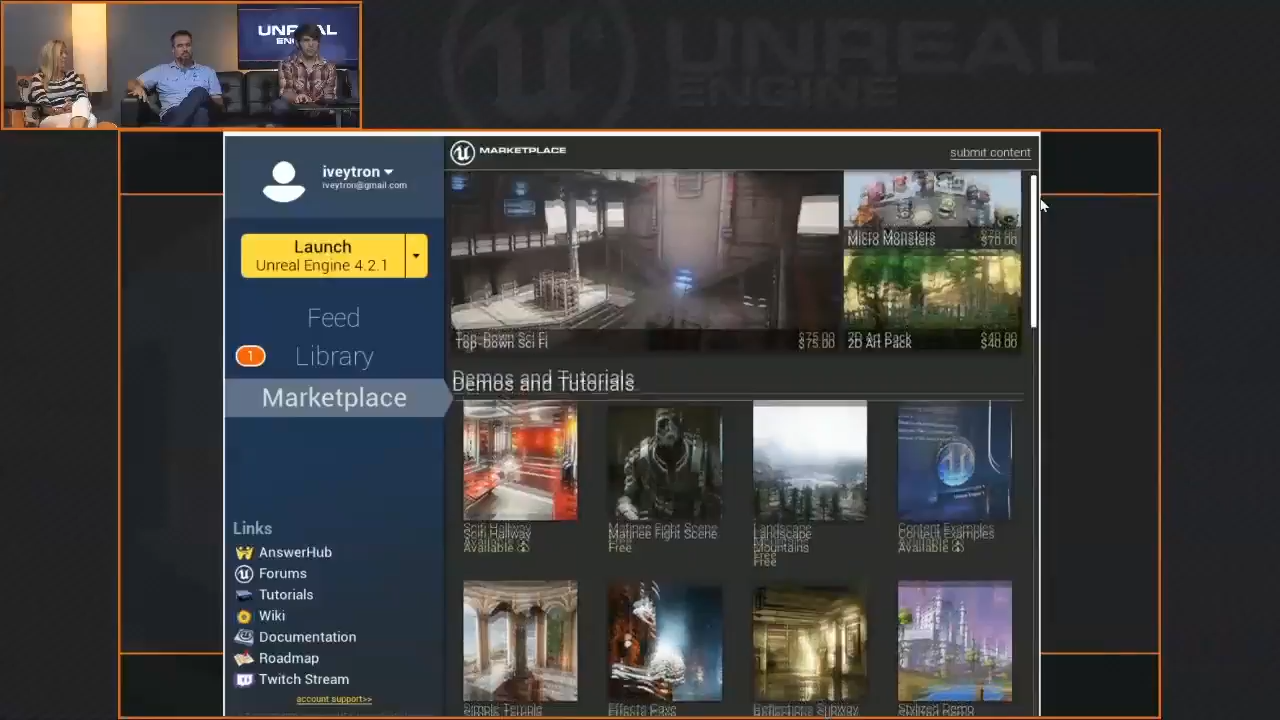 UNREAL
ENGINE
UNREAL
ENGINE
iveytron
iveytron@gmail.com
Launch
Unreal Engine 4.2.1
Feed
1
Library
Marketplace
Links
AnswerHub
Forums
Tutorials
Wiki
Documentation
Roadmap
Twitch Stream
account support>>
MARKETPLACE
submit content
Micro Monsters $70.00
Top-Down Sci Fi $75.00
2D Art Pack $40.00
Demos and Tutorials
Scifi Hallway
Available
Matinee Fight Scene
Free
Landscape
Mountains
Free
Content Examples
Available
Simple Temple
Effects Cave
Reflections Subway
Stylized Demo